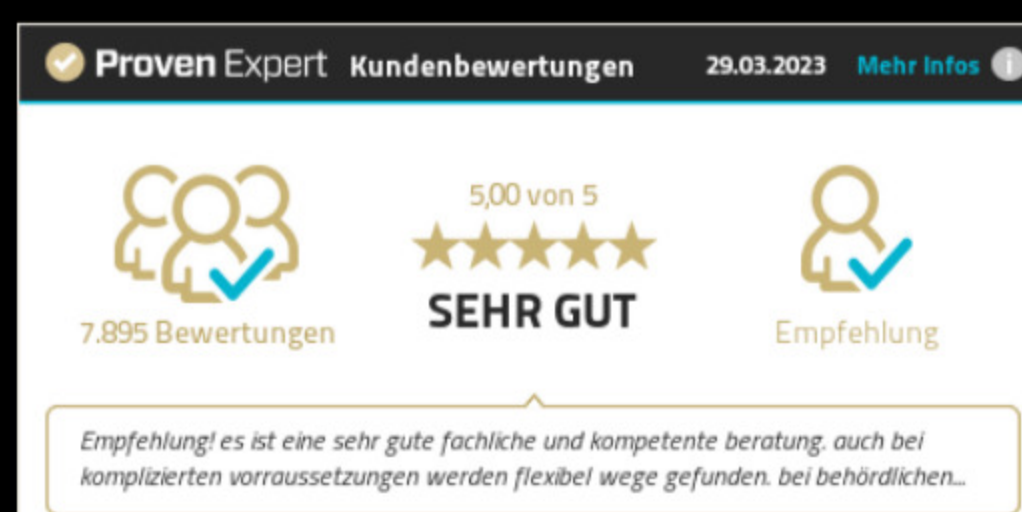 Proven Expert Kundenbewertungen 29.03.2023 Mehr Infos i
5,00 von 5
SEHR GUT
7.895 Bewertungen
Empfehlung
Empfehlung! es ist eine sehr gute fachliche und kompetente beratung. auch bei
komplizierten vorraussetzungen werden flexibel wege gefunden. bei behördlichen...